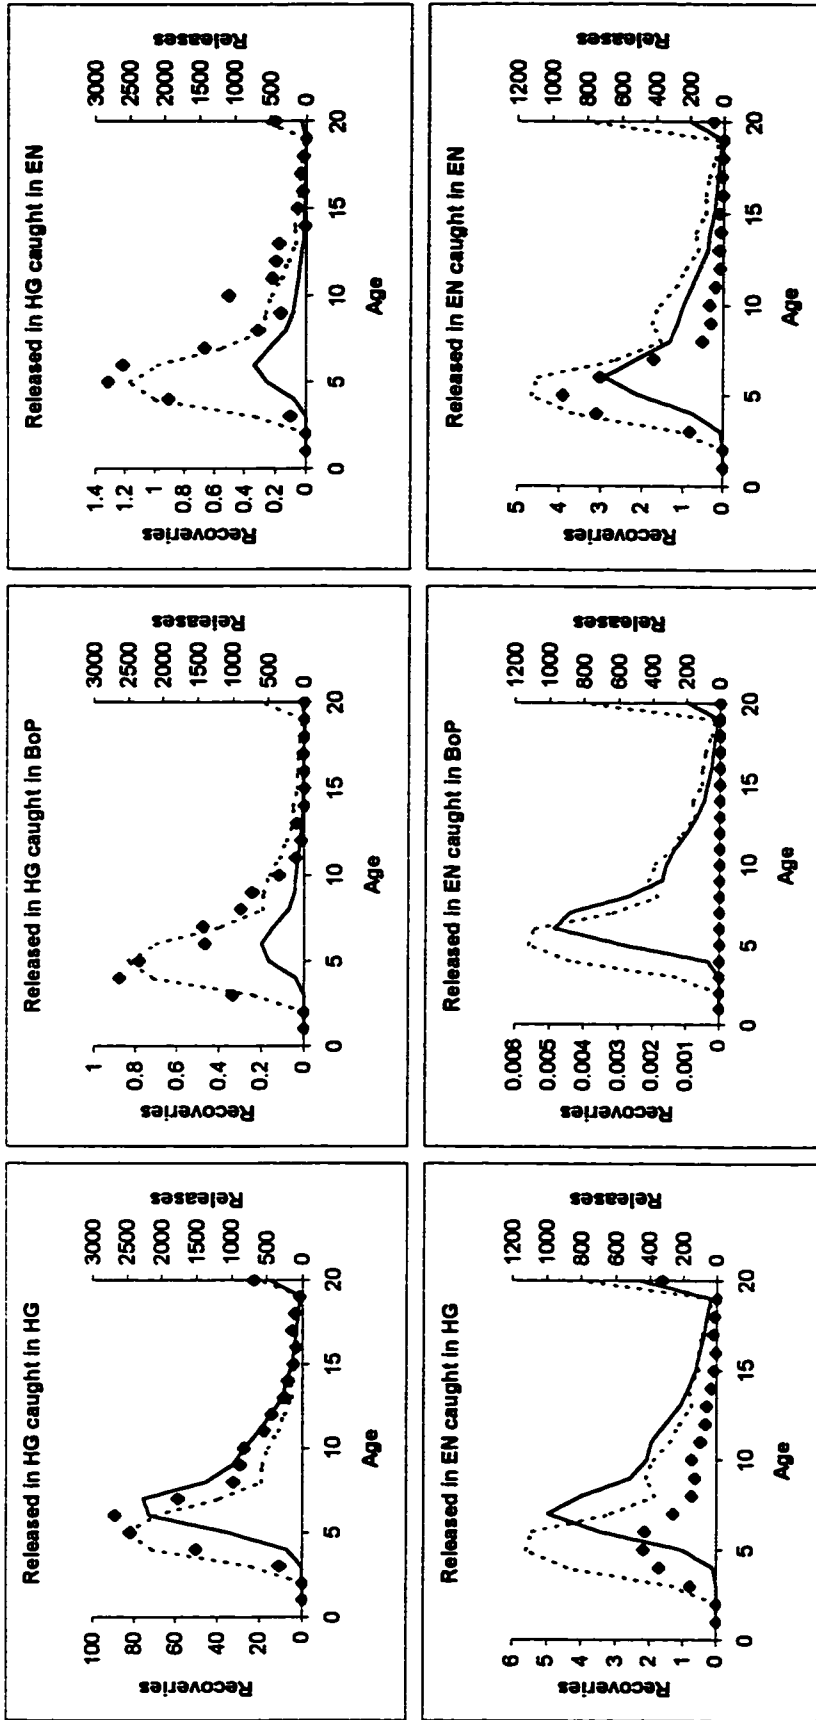 Released in HG caught in HG
Recoveries
100
80
60
40
20
0
Releases
3000
2500
2000
1500
1000
500
0
0 5 10 15 20
Age
Released in HG caught in BoP
Recoveries
1
0.8
0.6
0.4
0.2
0
Releases
3000
2500
2000
1500
1000
500
0
0 5 10 15 20
Age
Released in HG caught in EN
Recoveries
1.4
1.2
1
0.8
0.6
0.4
0.2
0
Releases
3000
2500
2000
1500
1000
500
0
0 5 10 15 20
Age
Released in EN caught in HG
Recoveries
6
5
4
3
2
1
0
Releases
1200
1000
800
600
400
200
0
0 5 10 15 20
Age
Released in EN caught in BoP
Recoveries
0.006
0.005
0.004
0.003
0.002
0.001
0
Releases
1200
1000
800
600
400
200
0
0 5 10 15 20
Age
Released in EN caught in EN
Recoveries
5
4
3
2
1
0
Releases
1200
1000
800
600
400
200
0
0 5 10 15 20
Age